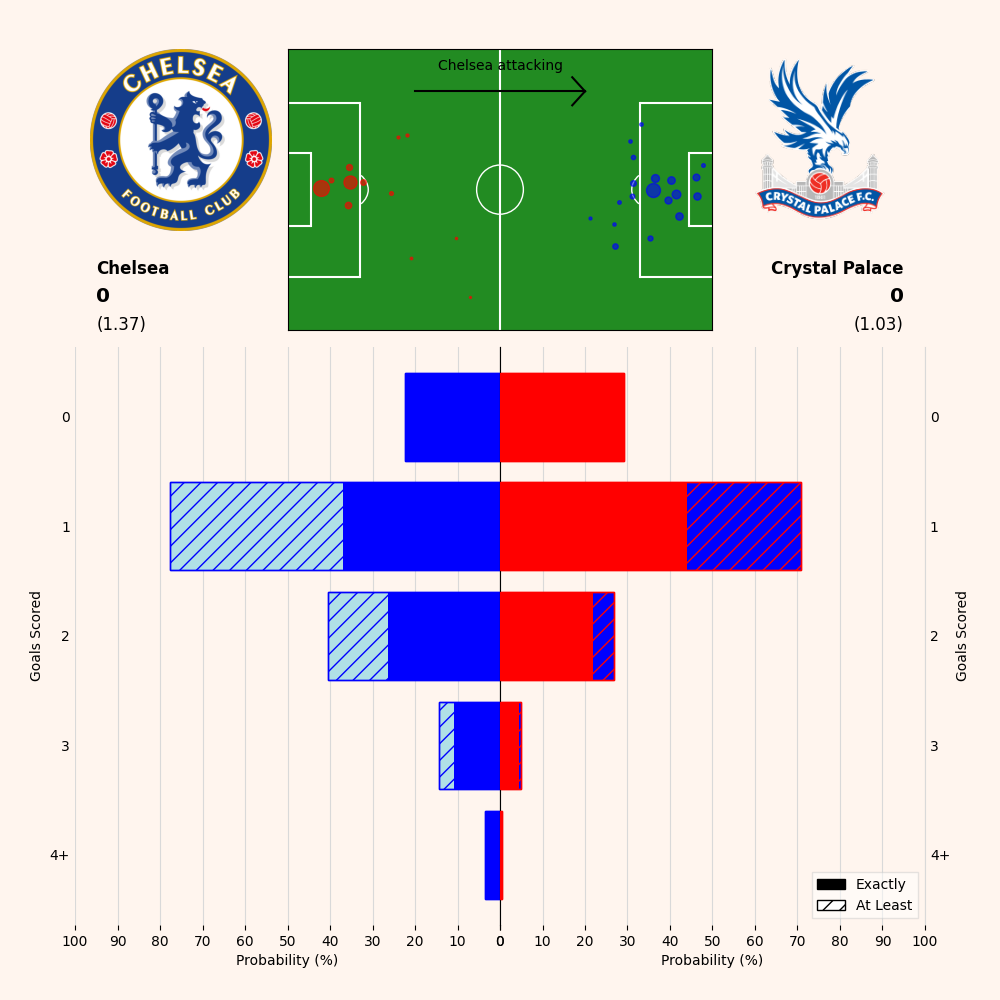 CHELSEA
FOOTBALL CLUB
Chelsea attacking
CRYSTAL PALACE F.C.
Chelsea
0
(1.37)
Crystal Palace
0
(1.03)
0
1
2
3
4+
Goals Scored
0
1
2
3
4+
Goals Scored
Exactly
At Least
100 90 80 70 60 50 40 30 20 10 0
0 10 20 30 40 50 60 70 80 90 100
Probability (%)
Probability (%)